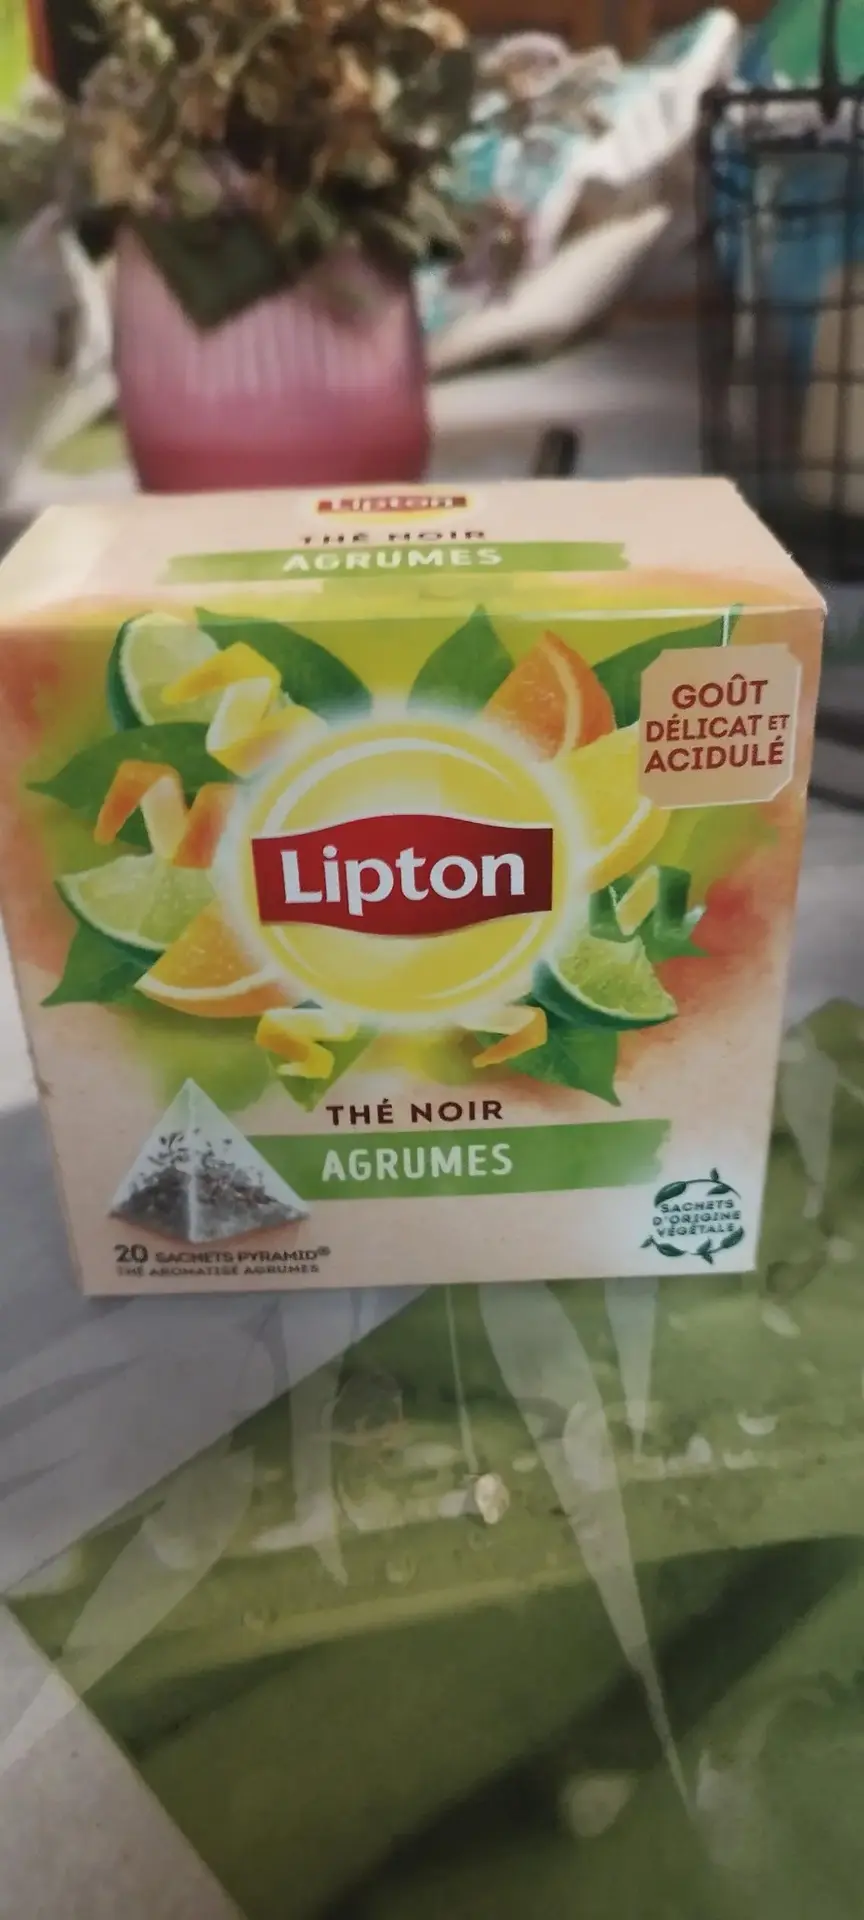 Lipton
THÉ NOIR
AGRUMES
GOÛT
DÉLICAT ET
ACIDULÉ
Lipton
THÉ NOIR
AGRUMES
SACHETS
D'ORIGINE
VÉGÉTALE
20 SACHETS PYRAMID®
THÉ AROMATISÉ AGRUMES